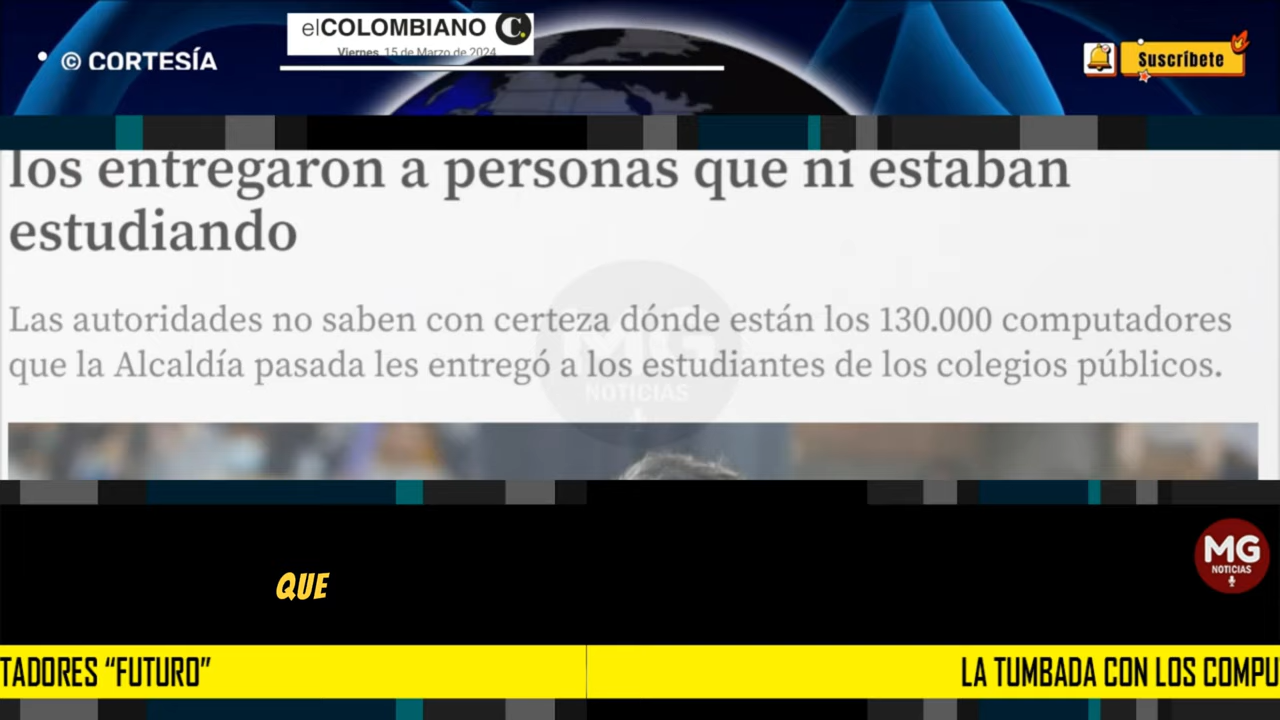 elCOLOMBIANO C.
Viernes, 15 de Marzo de 2024
© CORTESÍA
Suscríbete
los entregaron a personas que ni estaban
estudiando
Las autoridades no saben con certeza dónde están los 130.000 computadores
que la Alcaldía pasada les entregó a los estudiantes de los colegios públicos.
MG
NOTICIAS
MG
NOTICIAS
QUE
TADORES “FUTURO”
LA TUMBADA CON LOS COMPU